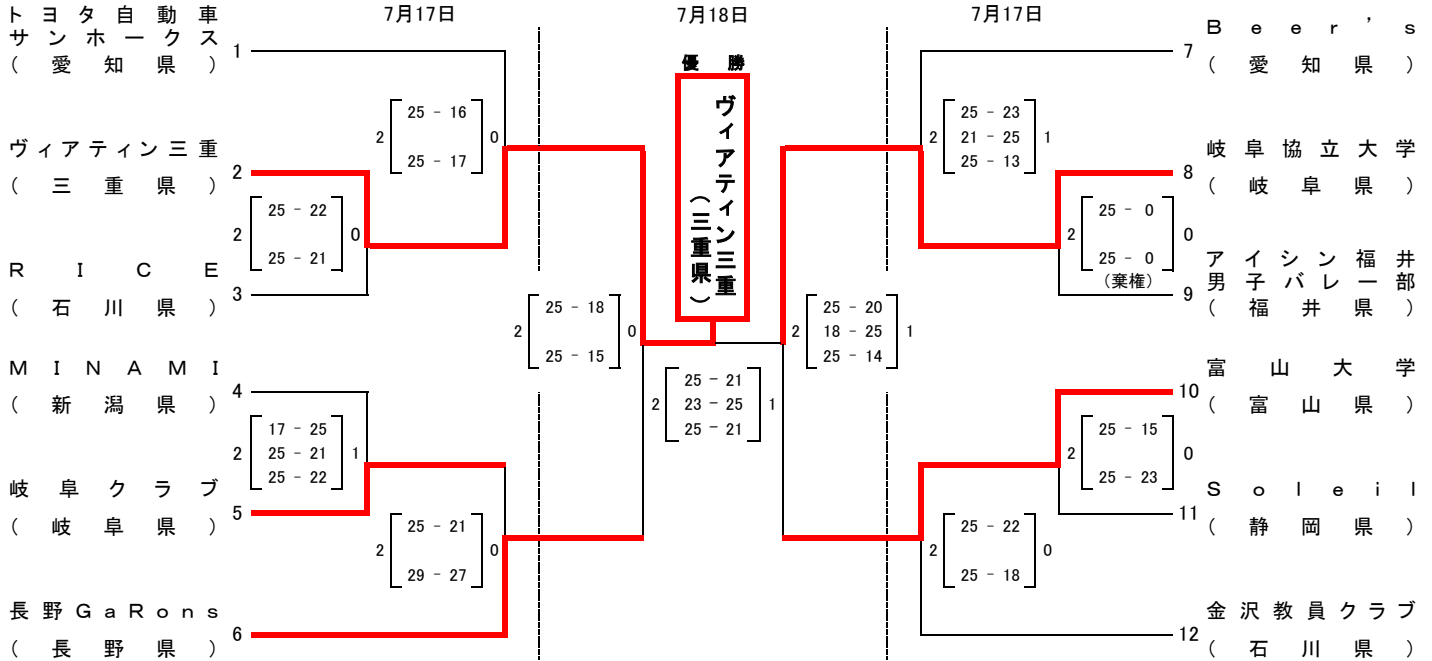 7月17日
7月18日
7月17日
トヨタ自動車
サンホークス
(愛知県)
1
ヴィアティン三重
(三重県)
2
RICE
(石川県)
3
MINAMI
(新潟県)
4
岐阜クラブ
(岐阜県)
5
長野GaRons
(長野県)
6
2
25 - 16
25 - 17
0
2
25 - 22
25 - 21
0
2
17 - 25
25 - 21
25 - 22
1
2
25 - 21
29 - 27
0
2
25 - 18
25 - 15
0
優勝
ヴィアティン三重
(三重県)
2
25 - 21
23 - 25
25 - 21
1
2
25 - 20
18 - 25
25 - 14
1
2
25 - 23
21 - 25
25 - 13
1
2
25 - 0
25 - 0
(棄権)
0
2
25 - 15
25 - 23
0
2
25 - 22
25 - 18
0
7
Beer's
(愛知県)
8
岐阜協立大学
(岐阜県)
9
アイシン福井
男子バレー部
(福井県)
10
富山大学
(富山県)
11
Soleil
(静岡県)
12
金沢教員クラブ
(石川県)